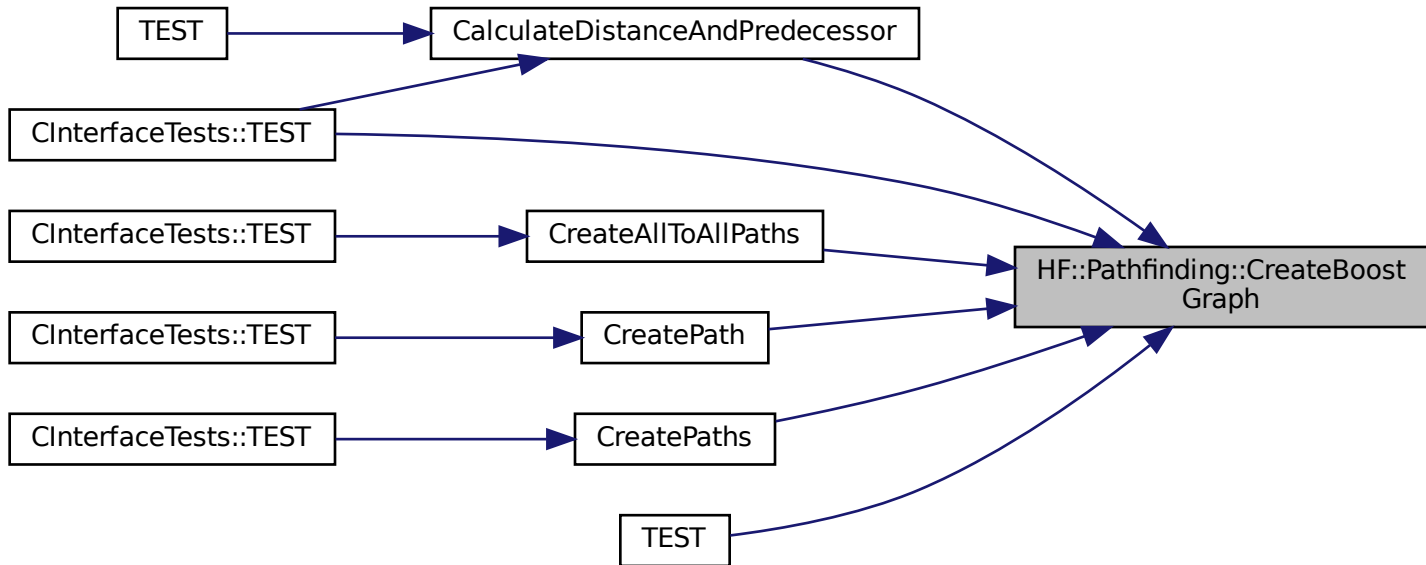 TEST
CalculateDistanceAndPredecessor
CInterfaceTests::TEST
CInterfaceTests::TEST
CreateAllToAllPaths
HF::Pathfinding::CreateBoost
Graph
CInterfaceTests::TEST
CreatePath
CInterfaceTests::TEST
CreatePaths
TEST